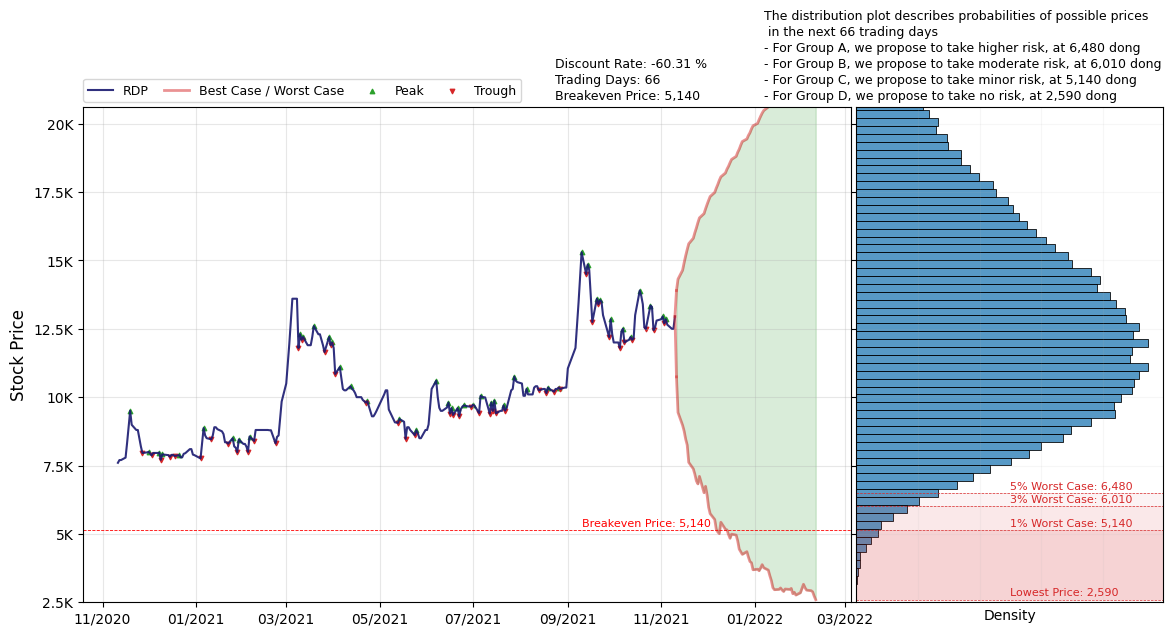 The distribution plot describes probabilities of possible prices
in the next 66 trading days
- For Group A, we propose to take higher risk, at 6,480 dong
- For Group B, we propose to take moderate risk, at 6,010 dong
- For Group C, we propose to take minor risk, at 5,140 dong
- For Group D, we propose to take no risk, at 2,590 dong
Discount Rate: -60.31 %
Trading Days: 66
Breakeven Price: 5,140
RDP Best Case / Worst Case Peak Trough
Stock Price
20K
17.5K
15K
12.5K
10K
7.5K
5K
2.5K
Breakeven Price: 5,140
5% Worst Case: 6,480
3% Worst Case: 6,010
1% Worst Case: 5,140
Lowest Price: 2,590
11/2020 01/2021 03/2021 05/2021 07/2021 09/2021 11/2021 01/2022 03/2022
Density